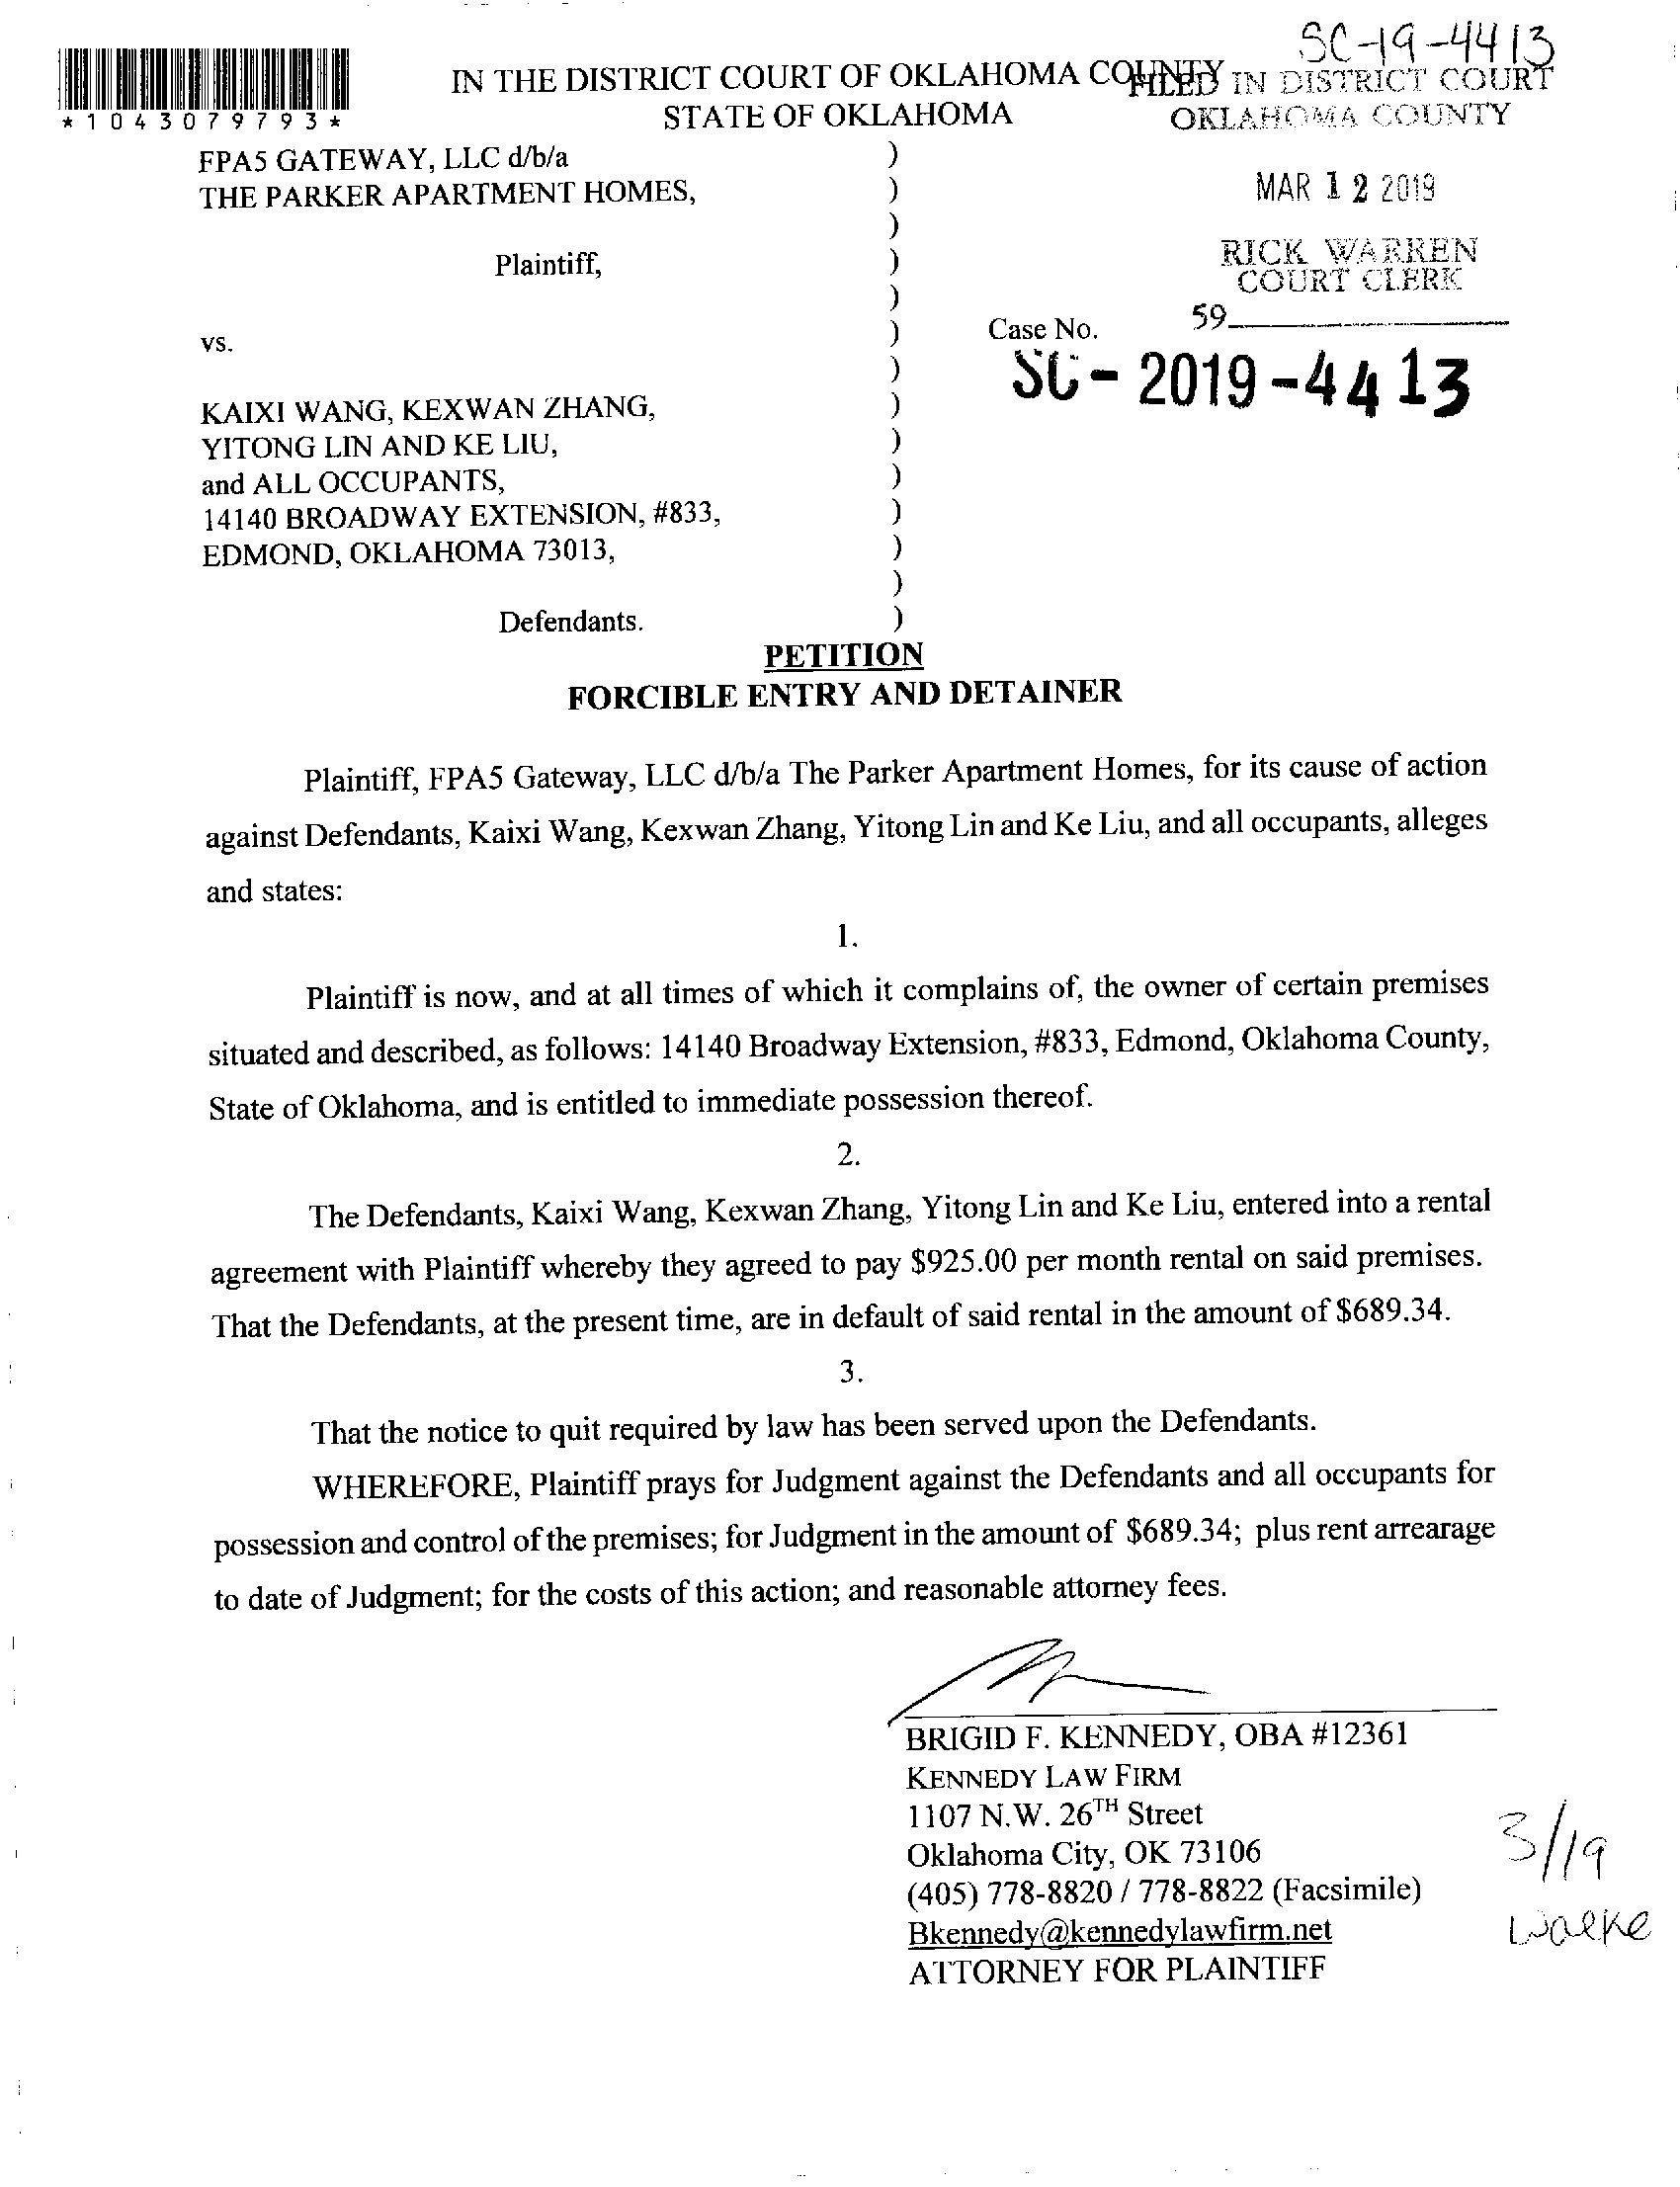 SC-19-4413
IN THE DISTRICT COURT OF OKLAHOMA COUNTY
FILED IN DISTRICT COURT
*1043079793*
STATE OF OKLAHOMA
OKLAHOMA COUNTY
FPA5 GATEWAY, LLC d/b/a )
THE PARKER APARTMENT HOMES, )
MAR 12 2019
)
Plaintiff, )
RICK WARREN
COURT CLERK
)
59
vs. ) Case No.
) SC-2019-4413
KAIXI WANG, KEXWAN ZHANG, )
YITONG LIN AND KE LIU, )
and ALL OCCUPANTS, )
14140 BROADWAY EXTENSION, #833, )
EDMOND, OKLAHOMA 73013, )
)
Defendants. )
PETITION
FORCIBLE ENTRY AND DETAINER
Plaintiff, FPA5 Gateway, LLC d/b/a The Parker Apartment Homes, for its cause of action
against Defendants, Kaixi Wang, Kexwan Zhang, Yitong Lin and Ke Liu, and all occupants, alleges
and states:
1.
Plaintiff is now, and at all times of which it complains of, the owner of certain premises
situated and described, as follows: 14140 Broadway Extension, #833, Edmond, Oklahoma County,
State of Oklahoma, and is entitled to immediate possession thereof.
2.
The Defendants, Kaixi Wang, Kexwan Zhang, Yitong Lin and Ke Liu, entered into a rental
agreement with Plaintiff whereby they agreed to pay $925.00 per month rental on said premises.
That the Defendants, at the present time, are in default of said rental in the amount of $689.34.
3.
That the notice to quit required by law has been served upon the Defendants.
WHEREFORE, Plaintiff prays for Judgment against the Defendants and all occupants for
possession and control of the premises; for Judgment in the amount of $689.34; plus rent arrearage
to date of Judgment; for the costs of this action; and reasonable attorney fees.
BRIGID F. KENNEDY, OBA #12361
KENNEDY LAW FIRM
1107 N.W. 26TH Street
Oklahoma City, OK 73106
(405) 778-8820 / 778-8822 (Facsimile)
Bkennedy@kennedylawfirm.net
ATTORNEY FOR PLAINTIFF
3/19
Walke